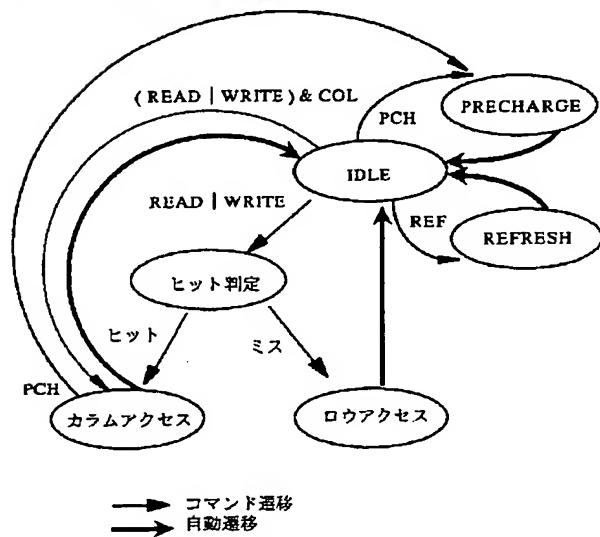 ( READ | WRITE ) & COL
PCH
PRECHARGE
IDLE
READ | WRITE
REF
REFRESH
ヒット判定
ヒット
ミス
PCH
カラムアクセス
ロウアクセス
コマンド遷移
自動遷移